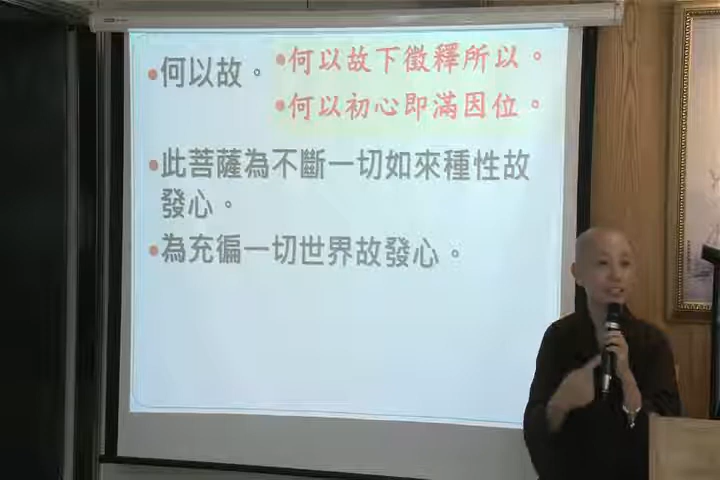 •何以故。
•何以故下徵釋所以。
•何以初心即滿因位。
•此菩薩為不斷一切如來種性故
發心。
•為充徧一切世界故發心。